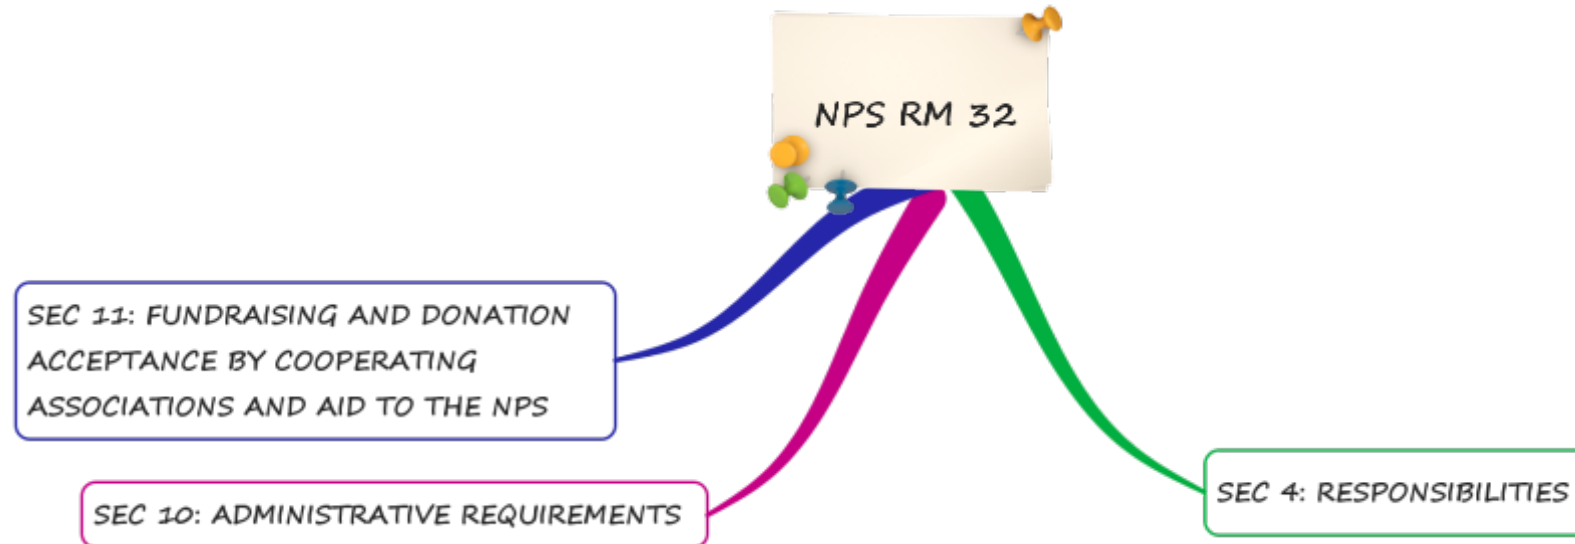 NPS RM 32
SEC 11: FUNDRAISING AND DONATION
ACCEPTANCE BY COOPERATING
ASSOCIATIONS AND AID TO THE NPS
SEC 10: ADMINISTRATIVE REQUIREMENTS
SEC 4: RESPONSIBILITIES